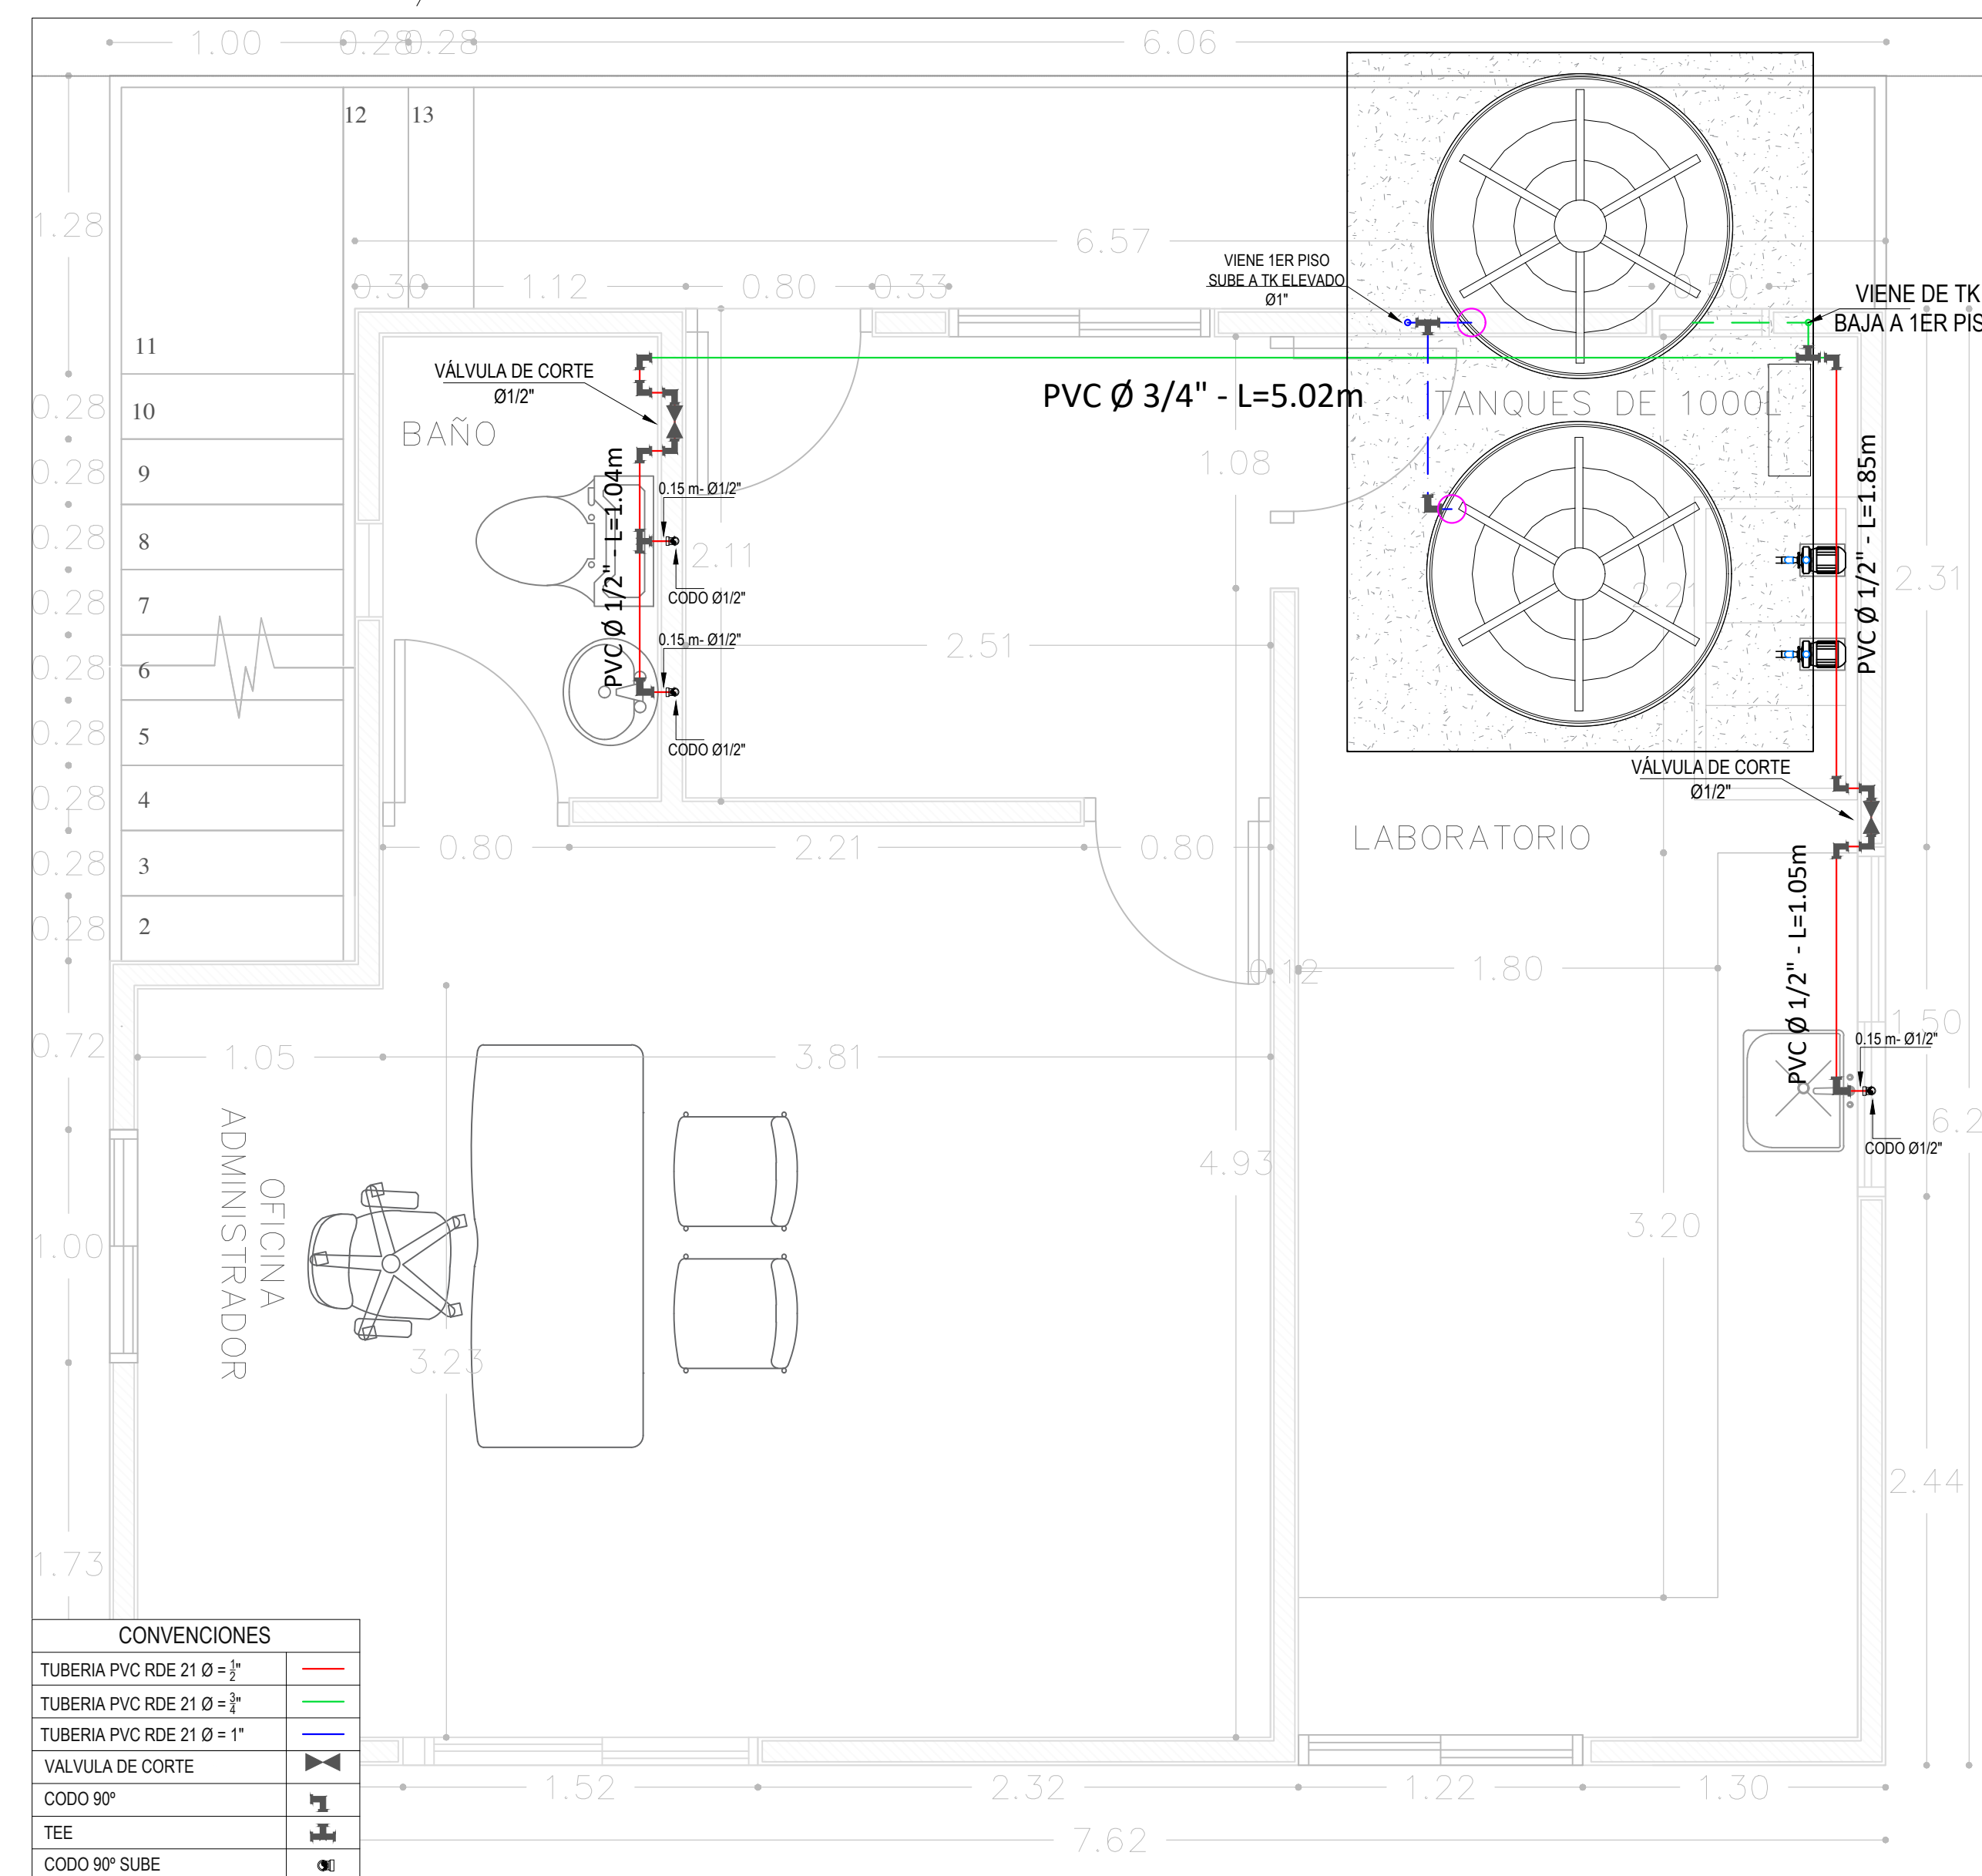 1.00
0.28
0.28
6.06
12
13
1.28
6.57
VIENE 1ER PISO
SUBE A TK ELEVADO
Ø1"
0.30
1.12
0.80
0.33
0.50
VIENE DE TK
BAJA A 1ER PIS
11
VÁLVULA DE CORTE
Ø1/2"
PVC Ø 3/4" - L=5.02m
TANQUES DE 1000L
0.28
10
BAÑO
1.08
0.28
9
0.15 m- Ø1/2"
PVC Ø 1/2" - L=1.04m
PVC Ø 1/2" - L=1.85m
0.28
8
2.11
2.31
CODO Ø1/2"
0.28
7
2.21
0.15 m- Ø1/2"
2.51
0.28
6
0.28
5
CODO Ø1/2"
VÁLVULA DE CORTE
Ø1/2"
0.28
4
LABORATORIO
0.80
2.21
0.80
0.28
3
PVC Ø 1/2" - L=1.05m
0.28
2
0.12
1.80
1.50
0.72
1.05
3.81
0.15 m- Ø1/2"
6.2
CODO Ø1/2"
4.93
OFICINA
ADMINISTRADOR
3.20
1.00
3.23
2.44
1.73
CONVENCIONES
TUBERIA PVC RDE 21 Ø = 1/2"
TUBERIA PVC RDE 21 Ø = 3/4"
TUBERIA PVC RDE 21 Ø = 1"
VALVULA DE CORTE
CODO 90º
TEE
CODO 90º SUBE
1.52
2.32
1.22
1.30
7.62